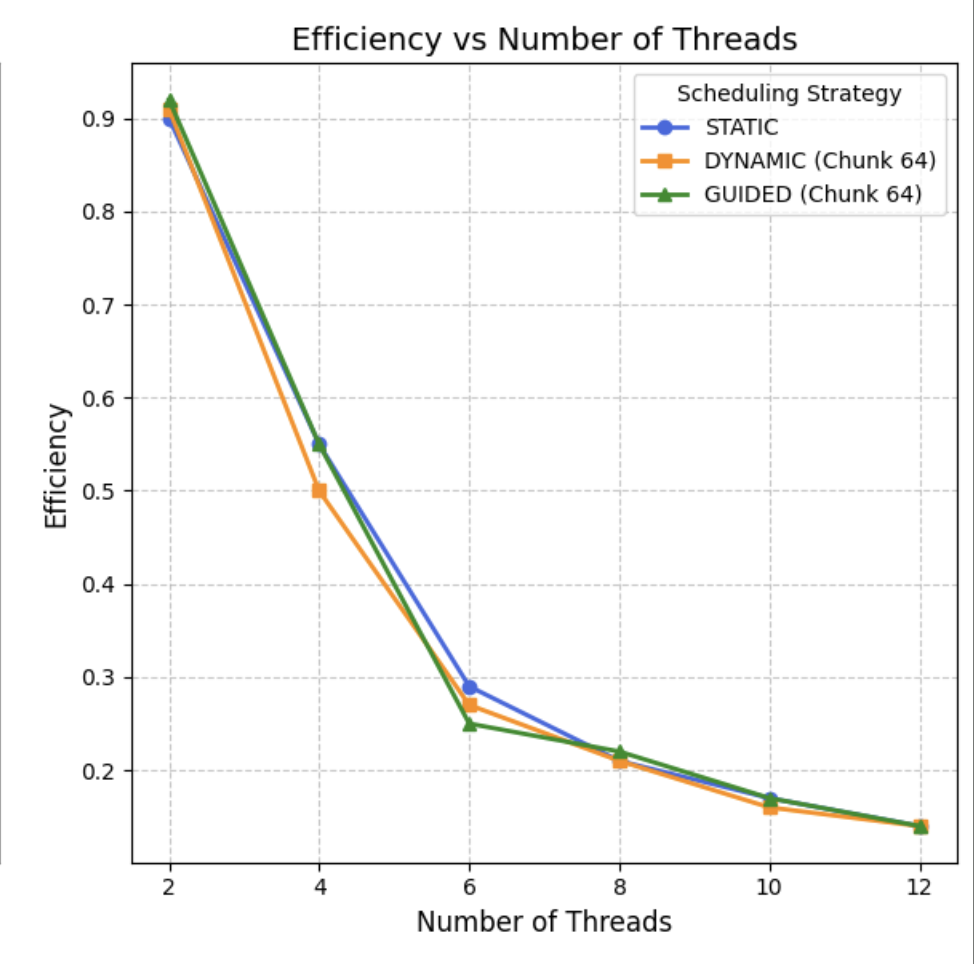 Efficiency vs Number of Threads
Scheduling Strategy
STATIC
DYNAMIC (Chunk 64)
GUIDED (Chunk 64)
0.9
0.8
0.7
0.6
0.5
0.4
0.3
0.2
Efficiency
2 4 6 8 10 12
Number of Threads